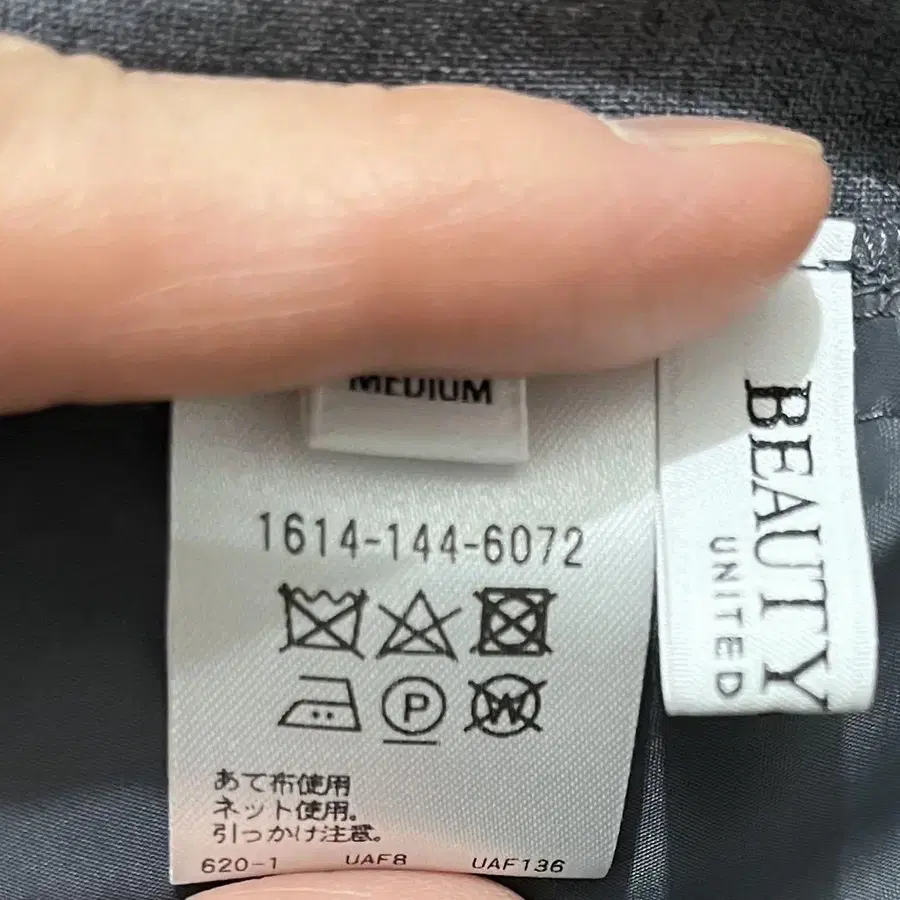 MEDIUM
1614-144-6072
P
W
あて布使用
ネット使用。
引っかけ注意。
620-1 UAF8 UAF136
BEAUTY
UNITED